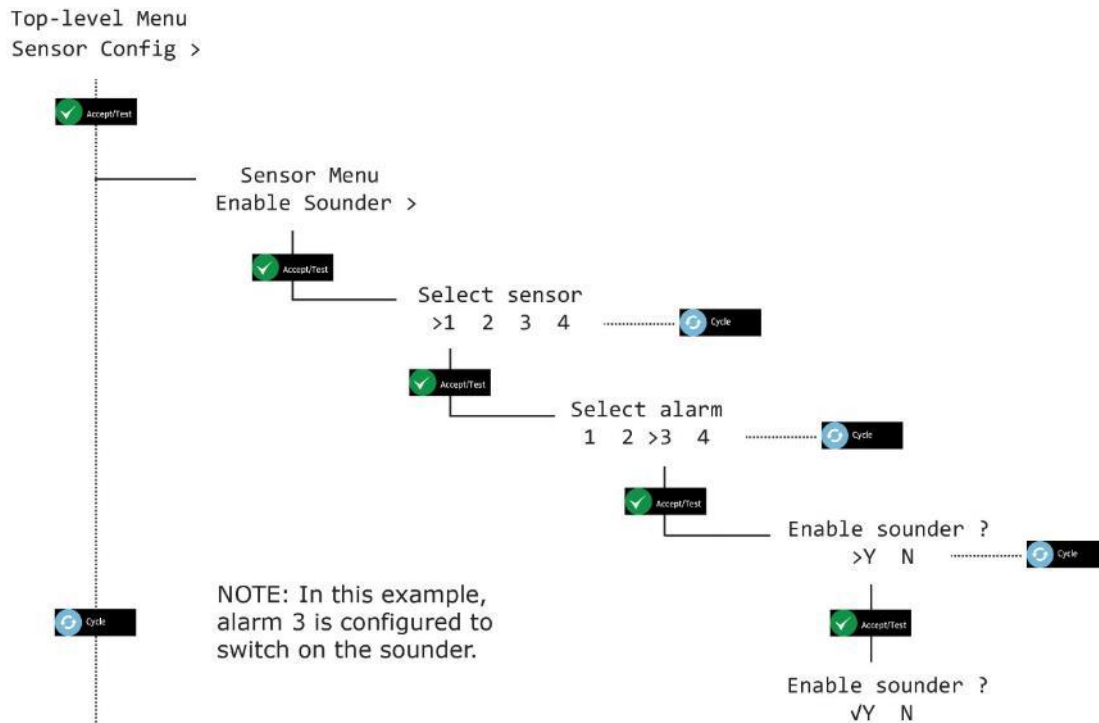 Top-level Menu
Sensor Config >
Accept/Test
Sensor Menu
Enable Sounder >
Accept/Test
Select sensor
>1 2 3 4
Cycle
Accept/Test
Select alarm
1 2 >3 4
Cycle
Accept/Test
Enable sounder ?
>Y N
Cycle
NOTE: In this example,
alarm 3 is configured to
switch on the sounder.
Cycle
Accept/Test
Enable sounder ?
√Y N